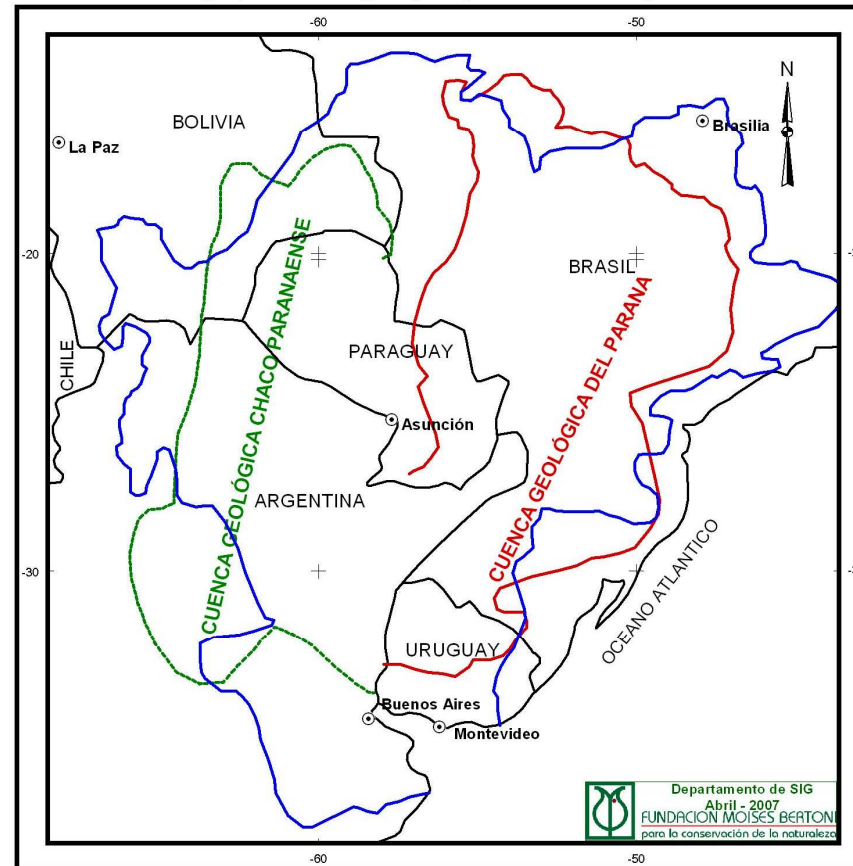 -60
-50
N
BOLIVIA
La Paz
Brasilia
-20
BRASIL
CHILE
PARAGUAY
CUENCA GEOLÓGICA CHACO PARANAENSE
CUENCA GEOLÓGICA DEL PARANA
Asunción
ARGENTINA
-30
OCEANO ATLANTICO
URUGUAY
Buenos Aires
Montevideo
Departamento de SIG
Abril - 2007
FUNDACION MOISES BERTONI
para la conservación de la naturaleza
-60
-50